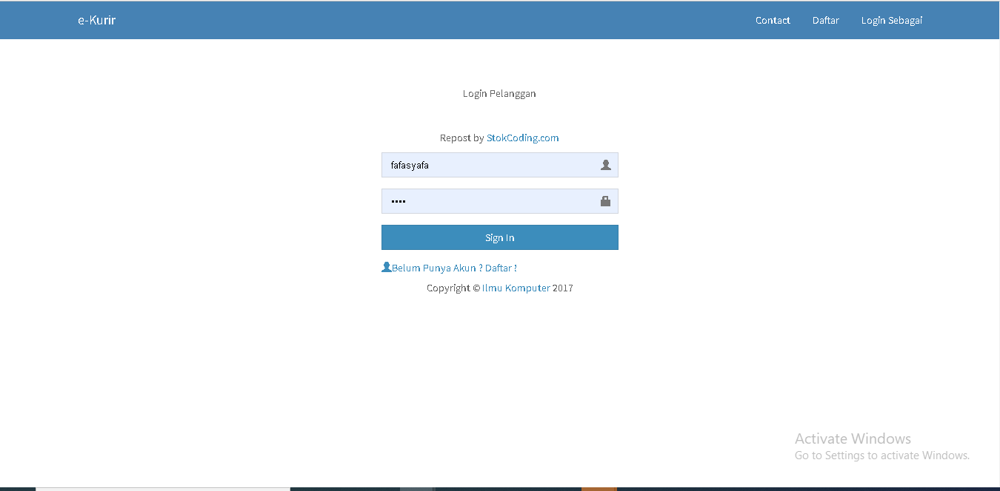 e-Kurir Contact Daftar Login Sebagai
Login Pelanggan
Repost by StokCoding.com
fafasyafa
••••
Sign In
Belum Punya Akun ? Daftar !
Copyright © Ilmu Komputer 2017
Activate Windows
Go to Settings to activate Windows.